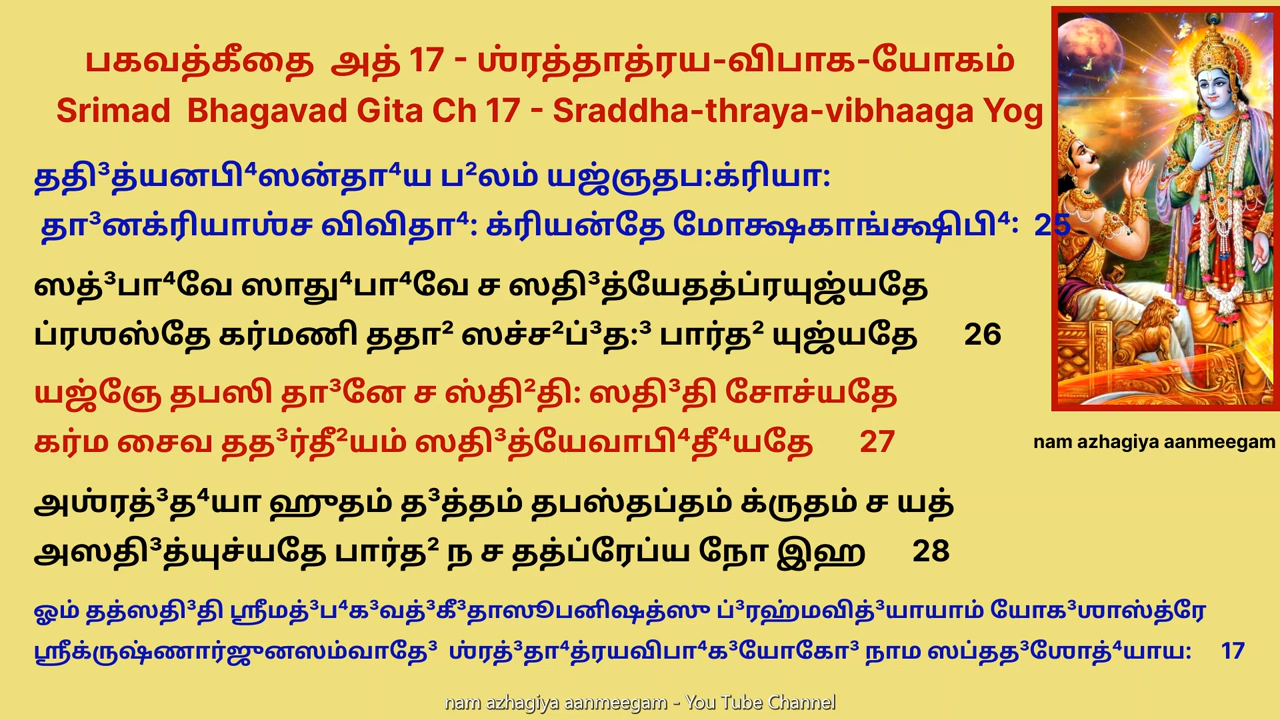 பகவத்கீதை அத் 17 - ஶ்ரத்தாத்ரய-விபாக-யோகம்
Srimad Bhagavad Gita Ch 17 - Sraddha-thraya-vibhaaga Yog
ததி³த்யனபி⁴ஸன்தா⁴ய ப²லம் யஜ்ஞதப:க்ரியா:
தா³னக்ரியாஶ்ச விவிதா⁴: க்ரியன்தே மோக்ஷகாங்க்ஷிபி⁴: 25
ஸத்³பா⁴வே ஸாது⁴பா⁴வே ச ஸதி³த்யேதத்ப்ரயுஜ்யதே
ப்ரஶஸ்தே கர்மணி ததா² ஸச்ச²ப்³த:³ பார்த² யுஜ்யதே 26
யஜ்ஞே தபஸி தா³னே ச ஸ்தி²தி: ஸதி³தி சோச்யதே
கர்ம சைவ தத³ர்தீ²யம் ஸதி³த்யேவாபி⁴தீ⁴யதே 27
nam azhagiya aanmeegam
அஶ்ரத்³த⁴யா ஹுதம் த³த்தம் தபஸ்தப்தம் க்ருதம் ச யத்
அஸதி³த்யுச்யதே பார்த² ந ச தத்ப்ரேப்ய நோ இஹ 28
ஓம் தத்ஸதி³தி ஶ்ரீமத்³ப⁴க³வத்³கீ³தாஸூபனிஷத்ஸு ப்³ரஹ்மவித்³யாயாம் யோக³ஶாஸ்த்ரே
ஶ்ரீக்ருஷ்ணார்ஜுனஸம்வாதே³ ஶ்ரத்³தா⁴த்ரயவிபா⁴க³யோகோ³ நாம ஸப்தத³ஶோத்⁴யாய: 17
nam azhagiya aanmeegam - You Tube Channel